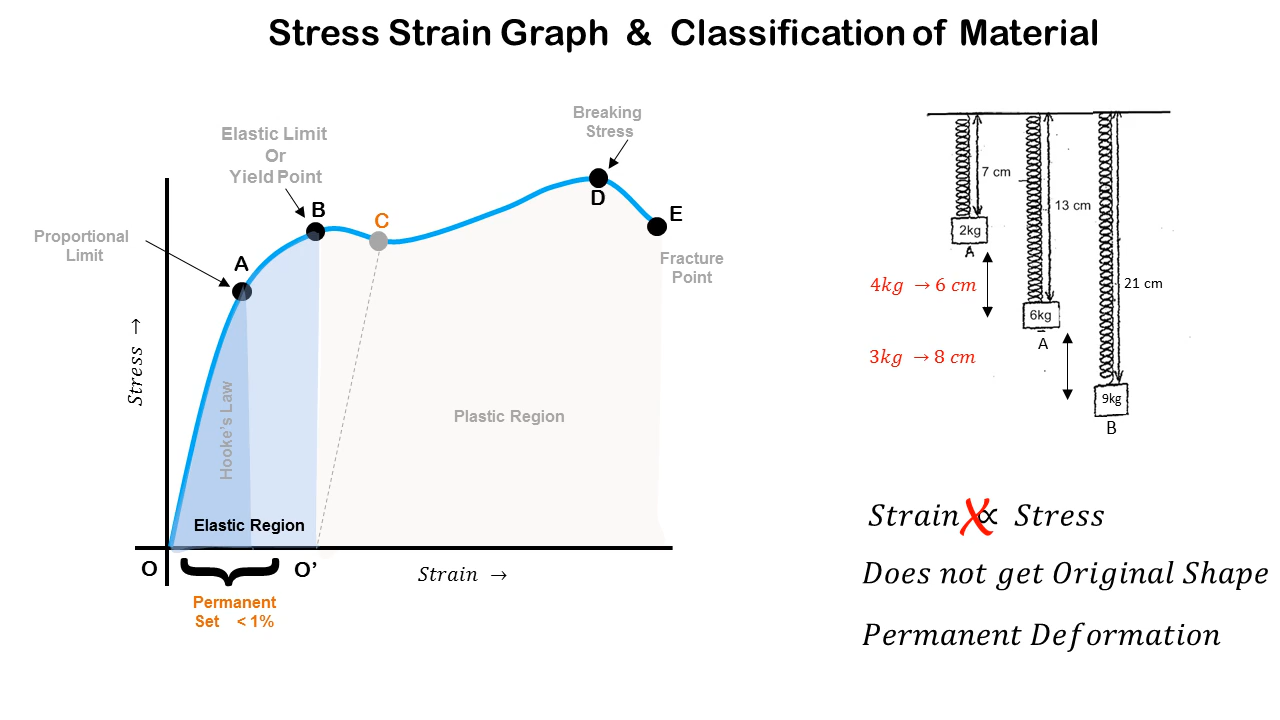 Stress Strain Graph & Classification of Material
Breaking
Stress
Elastic Limit
Or
Yield Point
Proportional
Limit
A
B
C
D
E
Fracture
Point
Stress →
Hooke's Law
Plastic Region
Elastic Region
O
O'
Strain →
Permanent
Set < 1%
7 cm
13 cm
21 cm
2kg
A
4kg → 6 cm
6kg
A
3kg → 8 cm
9kg
B
Strain ∝ Stress
Does not get Original Shape
Permanent Deformation